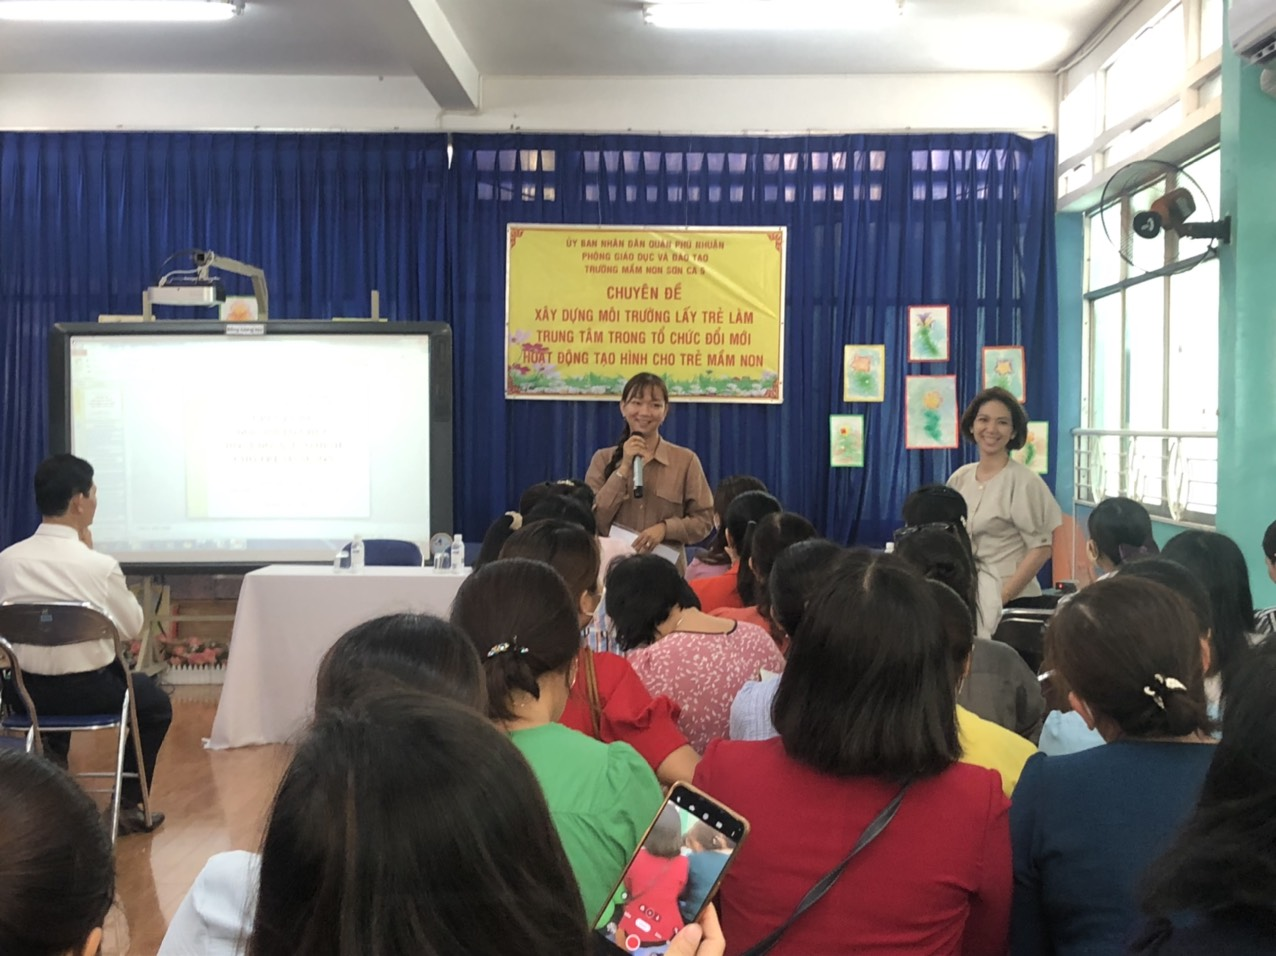 ỦY BAN NHÂN DÂN QUẬN PHÚ NHUẬN
PHÒNG GIÁO DỤC VÀ ĐÀO TẠO
TRƯỜNG MẦM NON SƠN CA 5
CHUYÊN ĐỀ
XÂY DỰNG MÔI TRƯỜNG LẤY TRẺ LÀM
TRUNG TÂM TRONG TỔ CHỨC ĐỔI MỚI
HOẠT ĐỘNG TẠO HÌNH CHO TRẺ MẦM NON